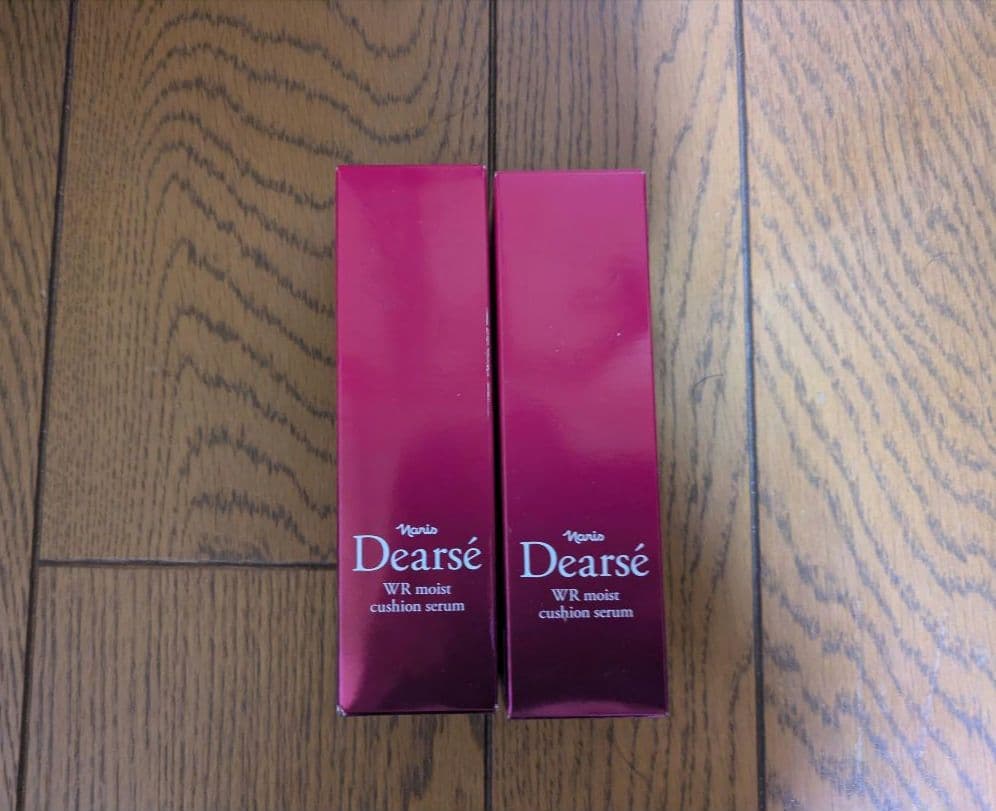 Naris
Dearsé
WR moist
cushion serum
Naris
Dearsé
WR moist
cushion serum